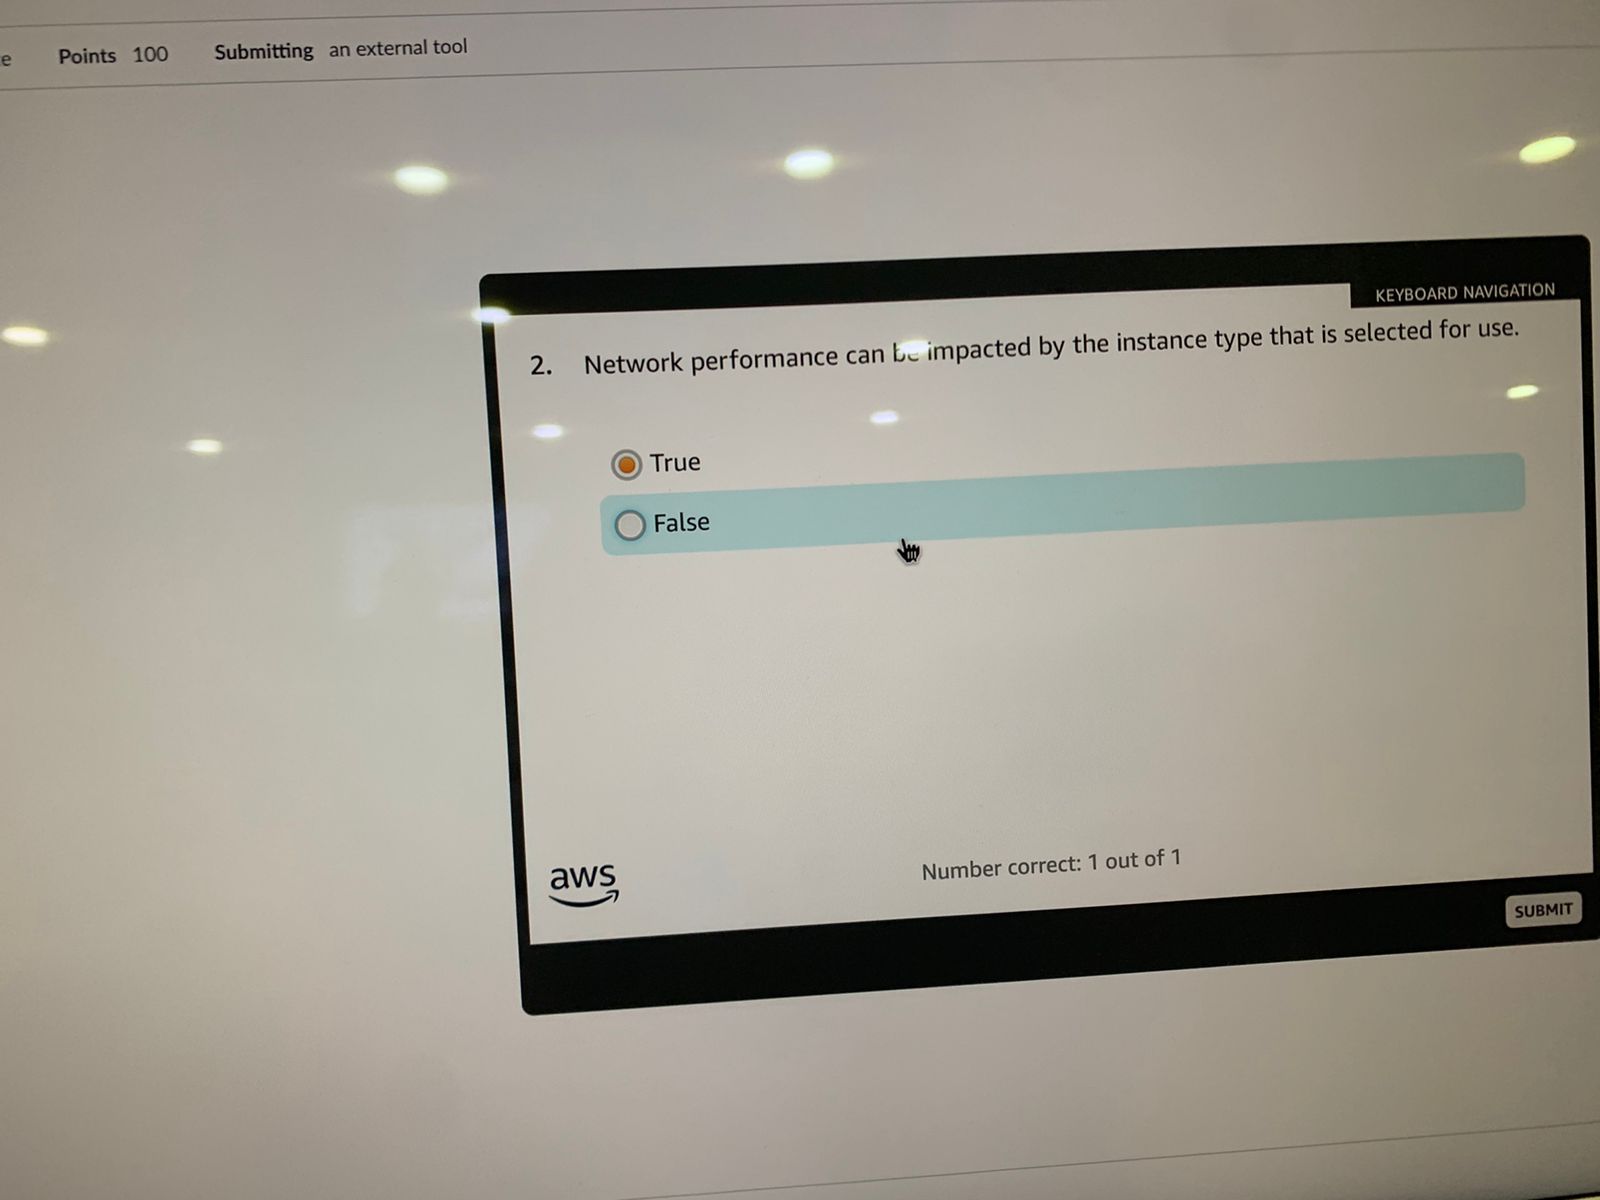 Points 100 Submitting an external tool
KEYBOARD NAVIGATION
2. Network performance can be impacted by the instance type that is selected for use.
True
False
aws
Number correct: 1 out of 1
SUBMIT